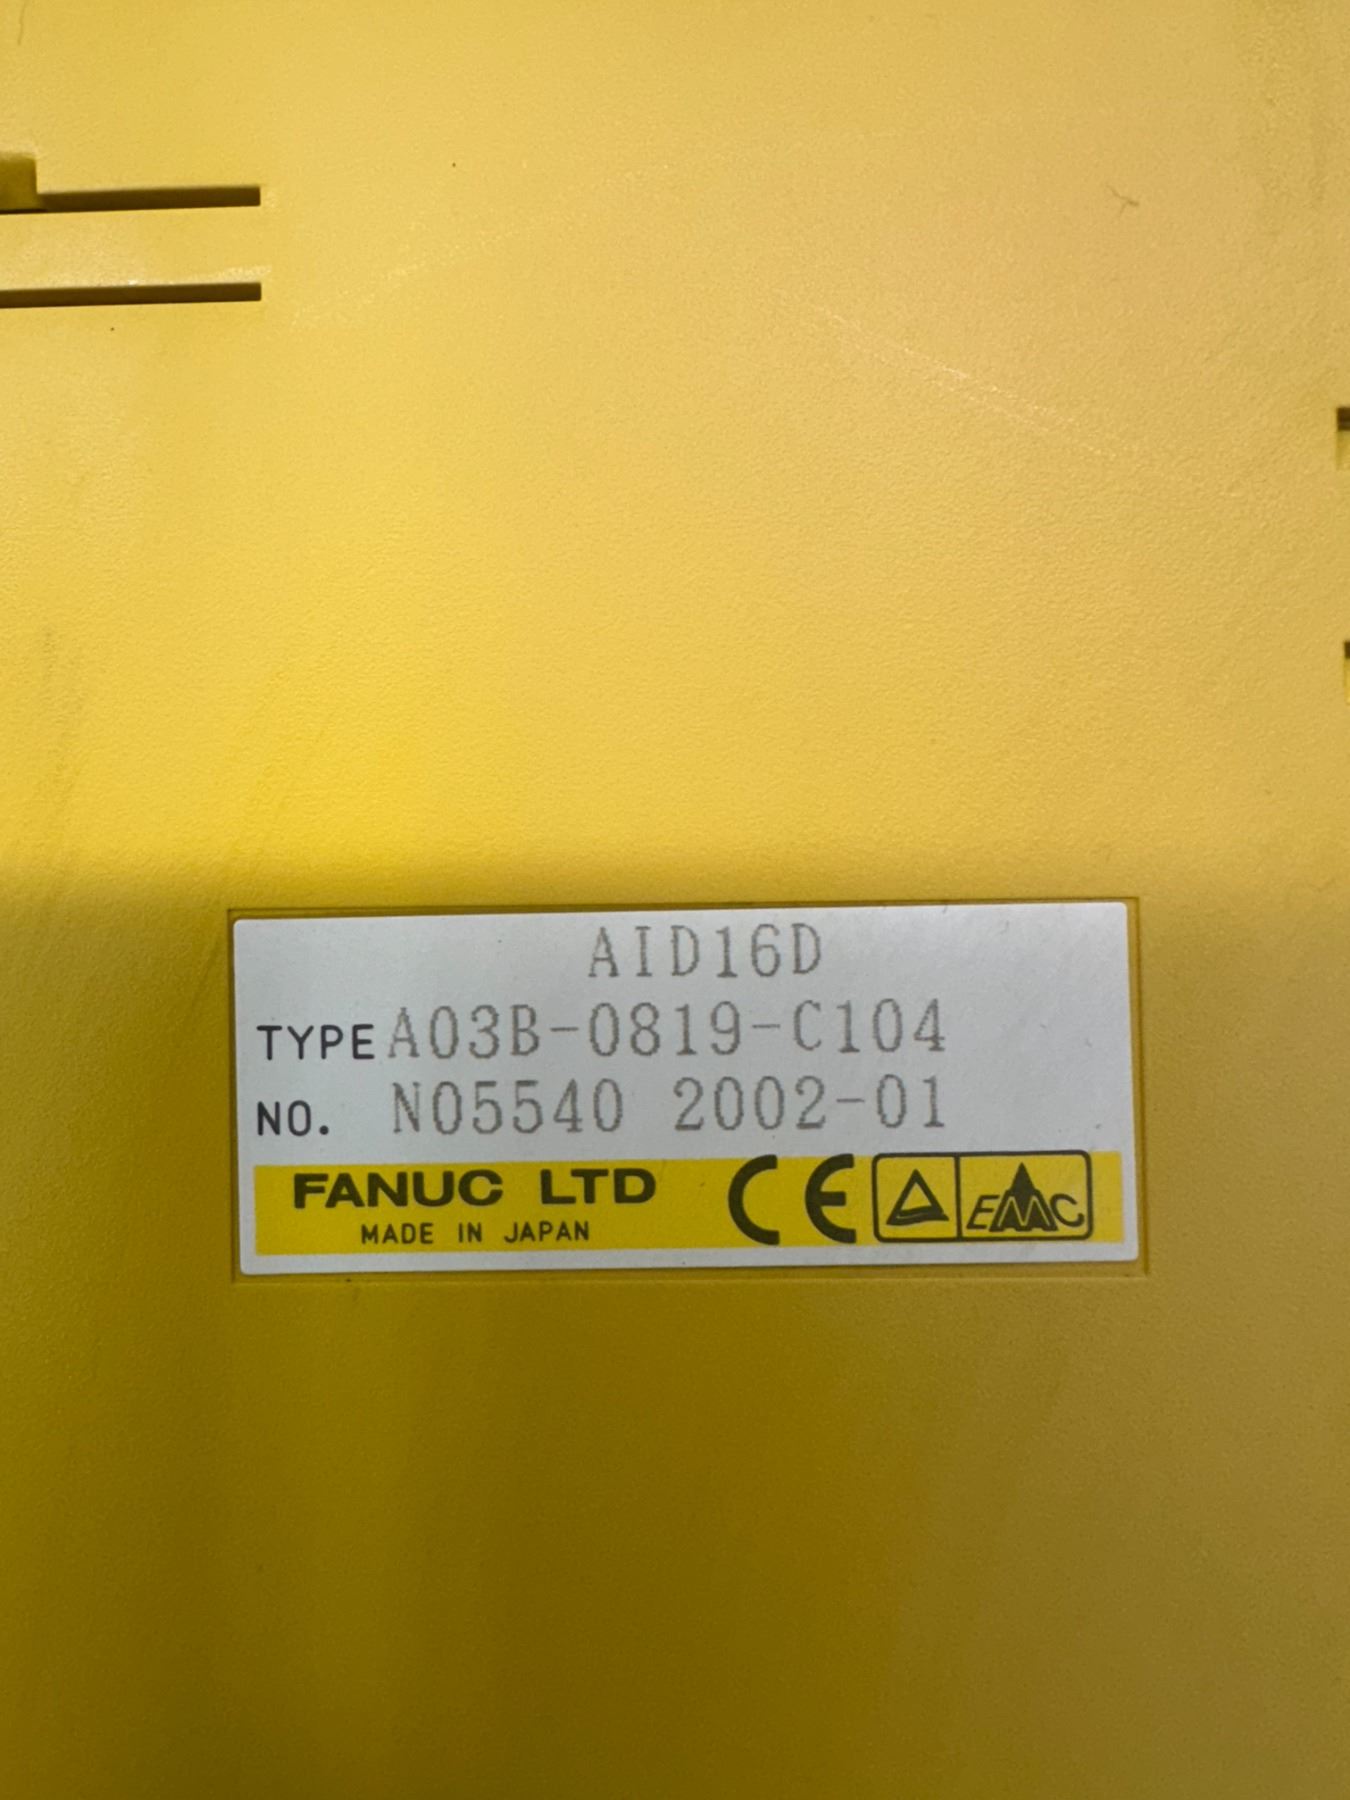 AID16D
TYPE A03B-0819-C104
NO. N05540 2002-01
FANUC LTD CE EMC
MADE IN JAPAN